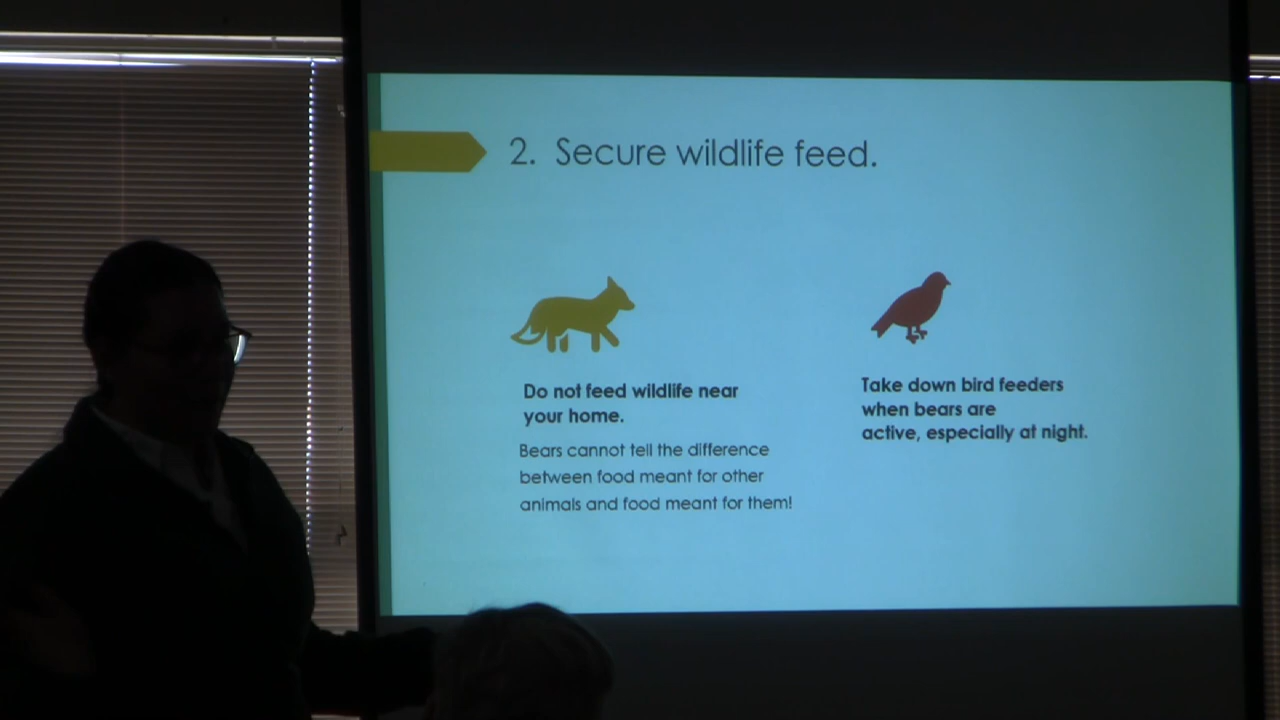 2. Secure wildlife feed.
Do not feed wildlife near
your home.
Bears cannot tell the difference
between food meant for other
animals and food meant for them!
Take down bird feeders
when bears are
active, especially at night.